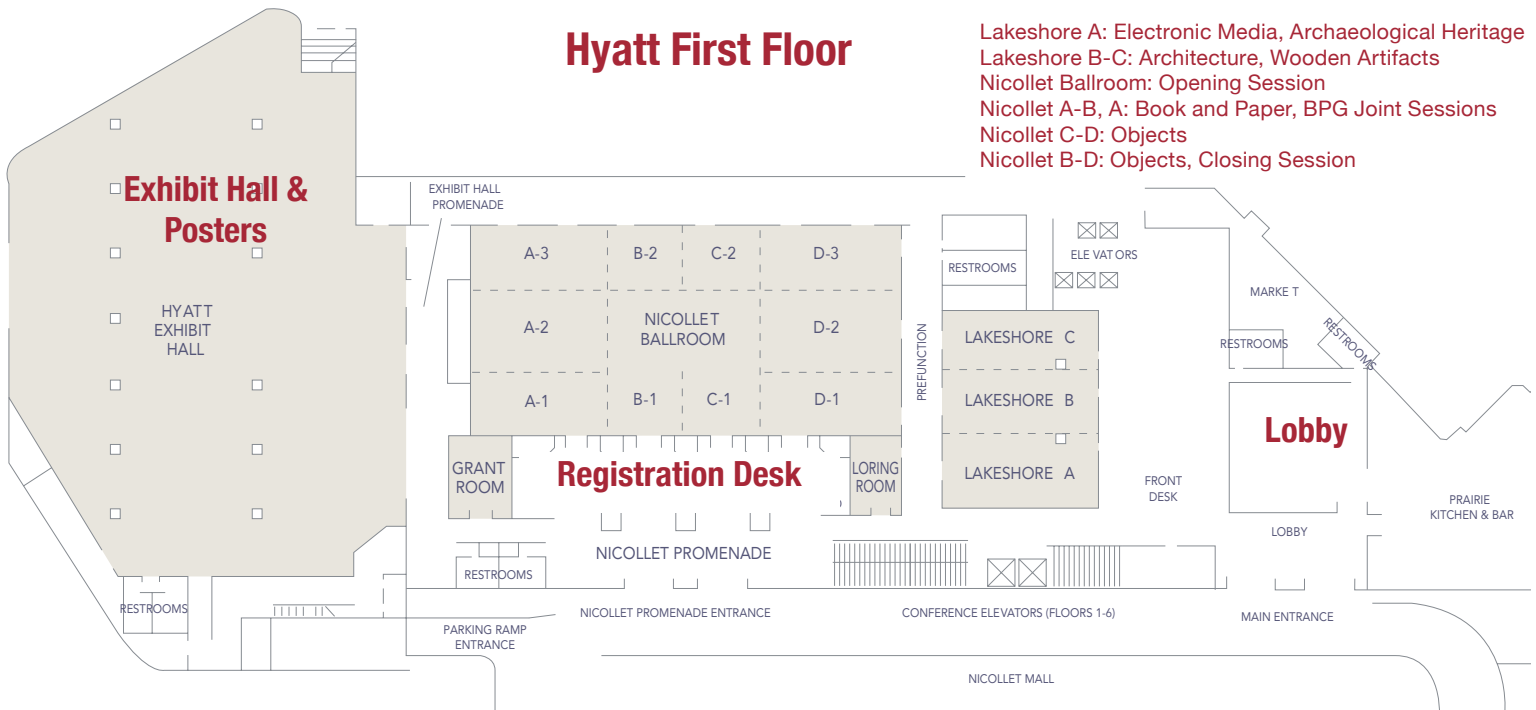 Hyatt First Floor
Lakeshore A: Electronic Media, Archaeological Heritage
Lakeshore B-C: Architecture, Wooden Artifacts
Nicollet Ballroom: Opening Session
Nicollet A-B, A: Book and Paper, BPG Joint Sessions
Nicollet C-D: Objects
Nicollet B-D: Objects, Closing Session
Exhibit Hall &
Posters
HYATT
EXHIBIT
HALL
EXHIBIT HALL
PROMENADE
A-3
B-2
C-2
D-3
A-2
NICOLLET
BALLROOM
D-2
A-1
B-1
C-1
D-1
PREFUNCTION
RESTROOMS
ELEVATORS
LAKESHORE C
LAKESHORE B
LAKESHORE A
MARKET
RESTROOMS
RESTROOMS
Lobby
GRANT
ROOM
Registration Desk
LORING
ROOM
FRONT
DESK
PRAIRIE
KITCHEN & BAR
LOBBY
NICOLLET PROMENADE
RESTROOMS
RESTROOMS
NICOLLET PROMENADE ENTRANCE
CONFERENCE ELEVATORS (FLOORS 1-6)
MAIN ENTRANCE
PARKING RAMP
ENTRANCE
NICOLLET MALL